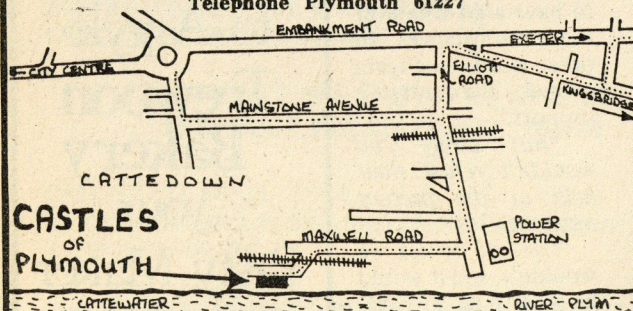 Telephone Plymouth 61227
EMBANKMENT ROAD
EXETER
CITY CENTRE
ELLIOTT ROAD
KINGSBRIDGE
MAINSTONE AVENUE
CATTEDOWN
CASTLES
OF
PLYMOUTH
MAXWELL ROAD
POWER
STATION
CATTEWATER
RIVER PLYM